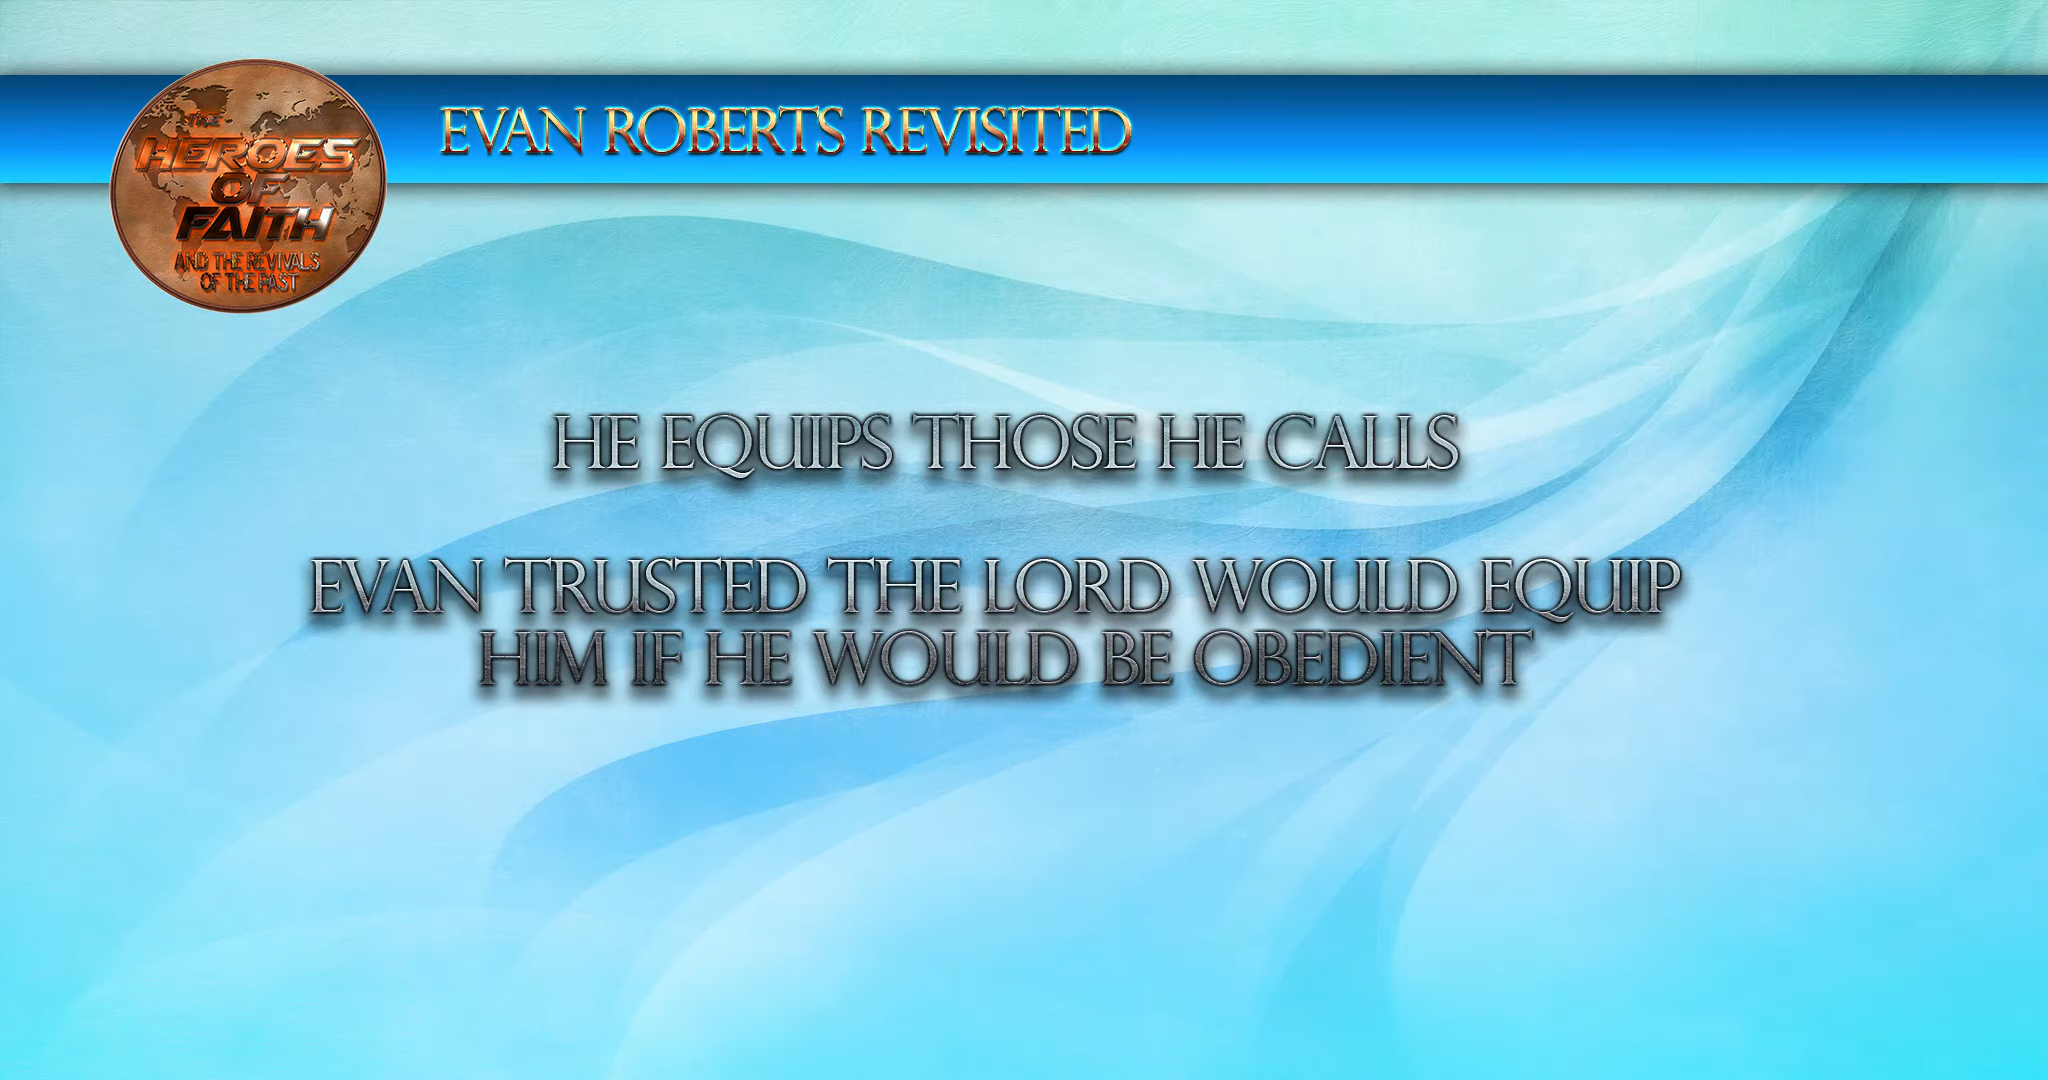 THE
HEROES
OF
FAITH
AND THE REVIVALS
OF THE PAST
EVAN ROBERTS REVISITED
HE EQUIPS THOSE HE CALLS
EVAN TRUSTED THE LORD WOULD EQUIP
HIM IF HE WOULD BE OBEDIENT